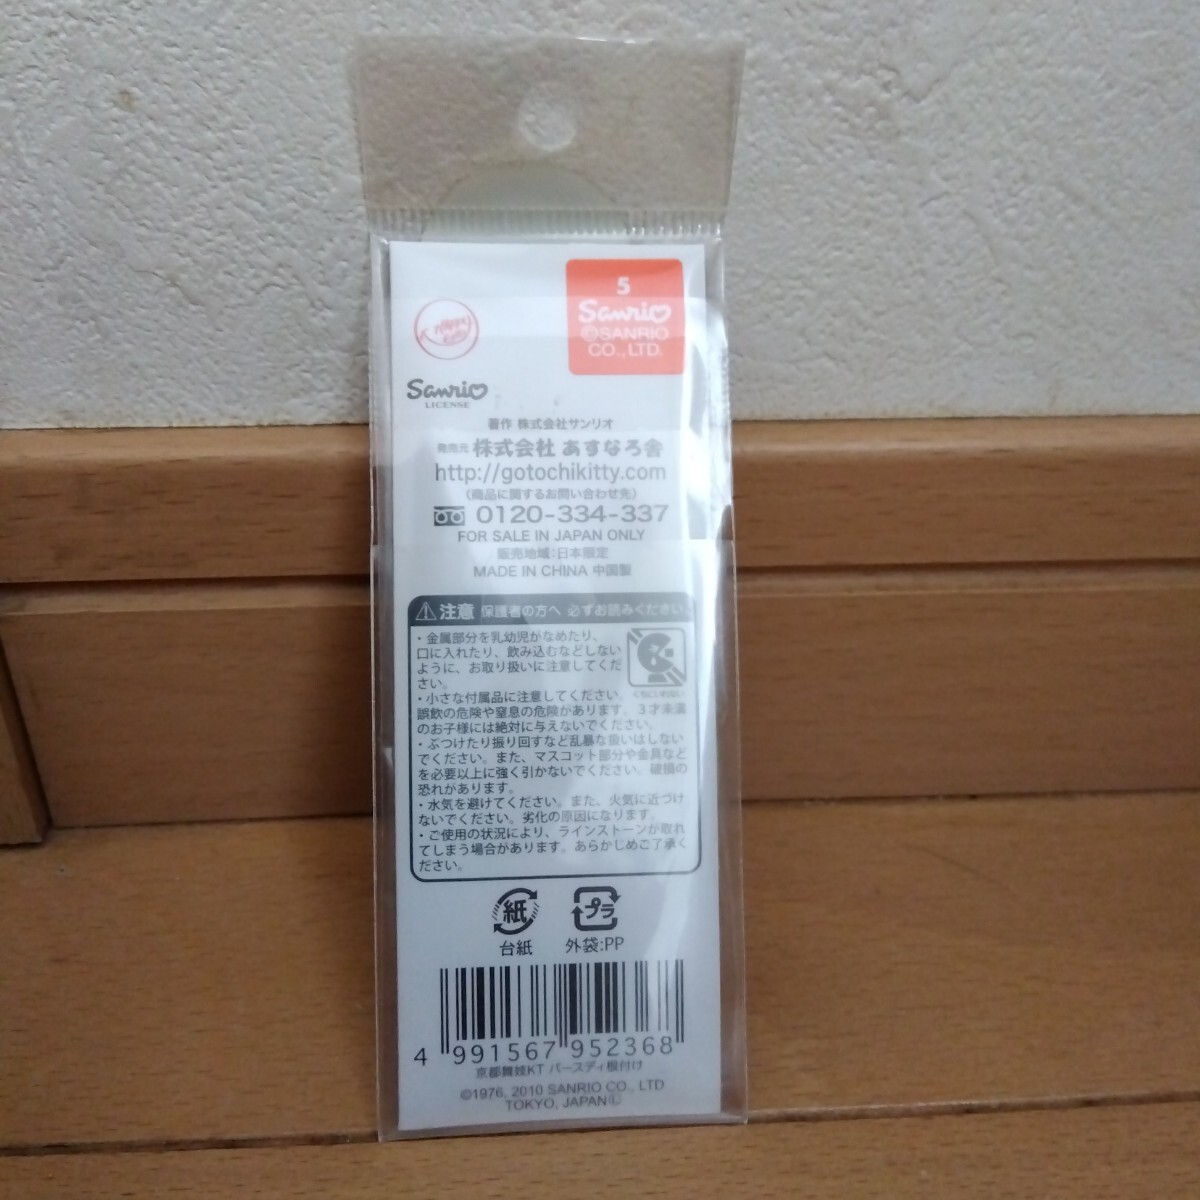 5
Sanrio
©SANRIO
CO.,LTD.
Sanrio
LICENSE
著作 株式会社サンリオ
発売元 株式会社 あすなろ舎
http://gotochikitty.com
(商品に関するお問い合わせ先)
0120-334-337
FOR SALE IN JAPAN ONLY
販売地域:日本限定
MADE IN CHINA 中国製
注意 保護者の方へ 必ずお読みください。
・金属部分を乳幼児がなめたり、
口に入れたり、飲み込むなどしない
ように、お取り扱いに注意してくだ
さい。
くちにいれない
・小さな付属品に注意してください。
誤飲の危険や窒息の危険があります。3才未満
のお子様には絶対に与えないでください。
・ぶつけたり振り回すなど乱暴な扱いはしない
でください。また、マスコット部分や金具など
を必要以上に強く引かないでください。破損の
恐れがあります。
・水気を避けてください。また、火気に近づけ
ないでください。劣化の原因になります。
・ご使用の状況により、ラインストーンが取れ
てしまう場合があります。あらかじめご了承く
ださい。
紙 プラ
台紙 外袋:PP
4 991567 952368
京都舞妓KT バースディ根付け
©1976, 2010 SANRIO CO., LTD
TOKYO, JAPAN Ⓛ